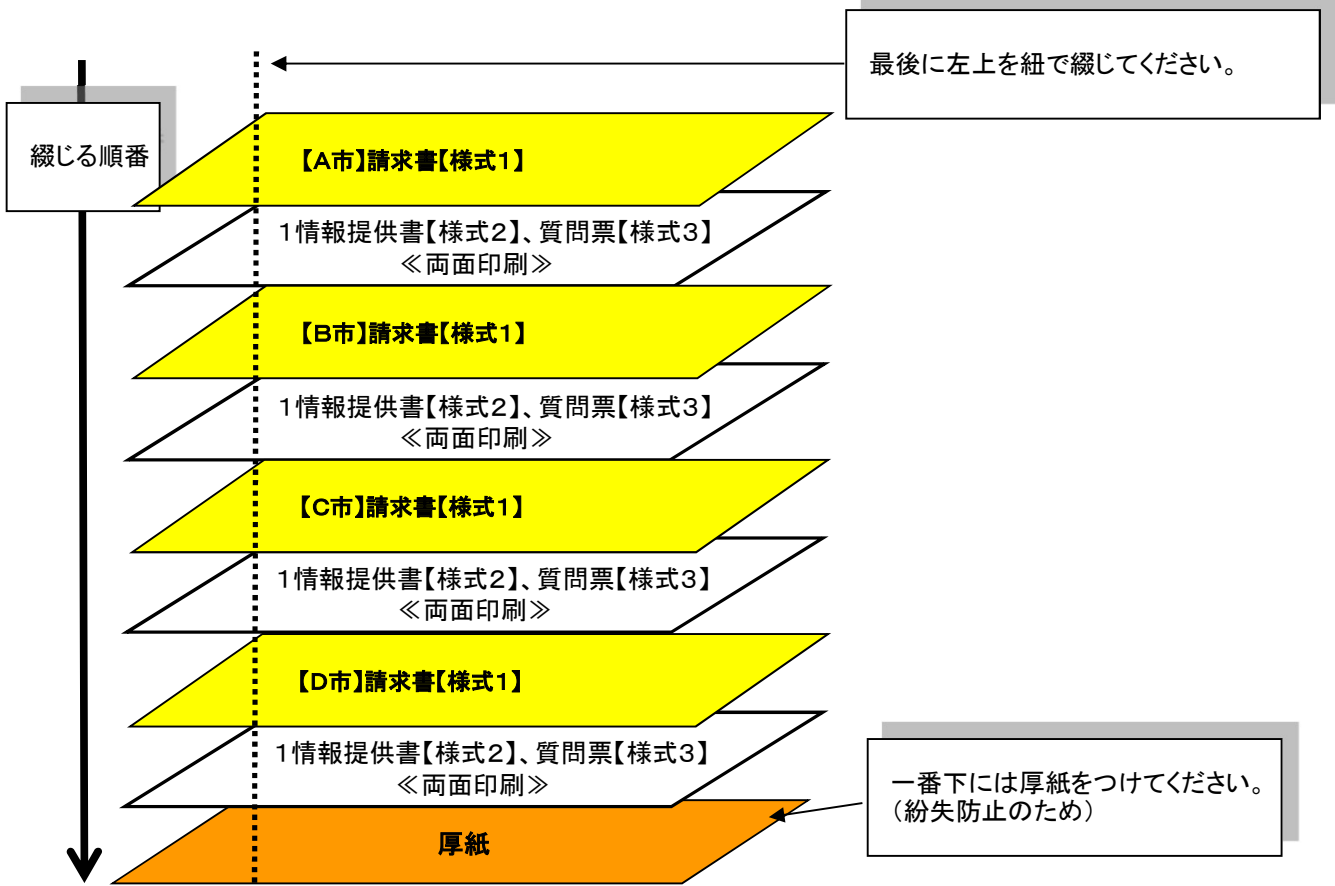 最後に左上を紐で綴じてください。
綴じる順番
【A市】請求書【様式1】
1情報提供書【様式2】、質問票【様式3】
≪両面印刷≫
【B市】請求書【様式1】
1情報提供書【様式2】、質問票【様式3】
≪両面印刷≫
【C市】請求書【様式1】
1情報提供書【様式2】、質問票【様式3】
≪両面印刷≫
【D市】請求書【様式1】
1情報提供書【様式2】、質問票【様式3】
≪両面印刷≫
一番下には厚紙をつけてください。
(紛失防止のため)
厚紙